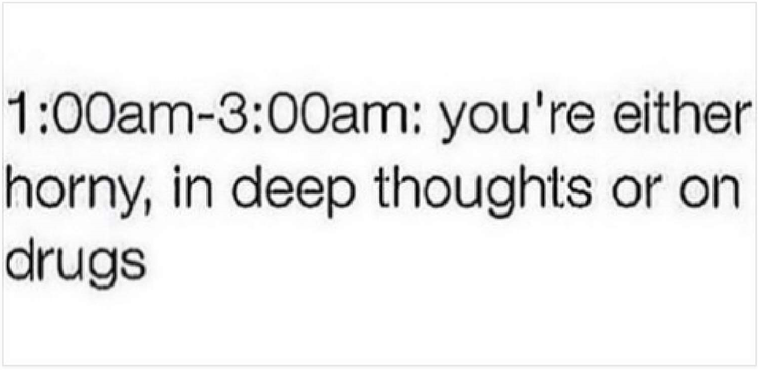 1:00am-3:00am: you're either
horny, in deep thoughts or on
drugs